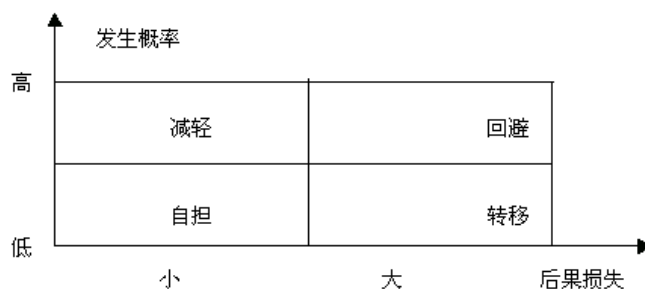 发生概率
高
减轻 回避
自担 转移
低
小 大 后果损失